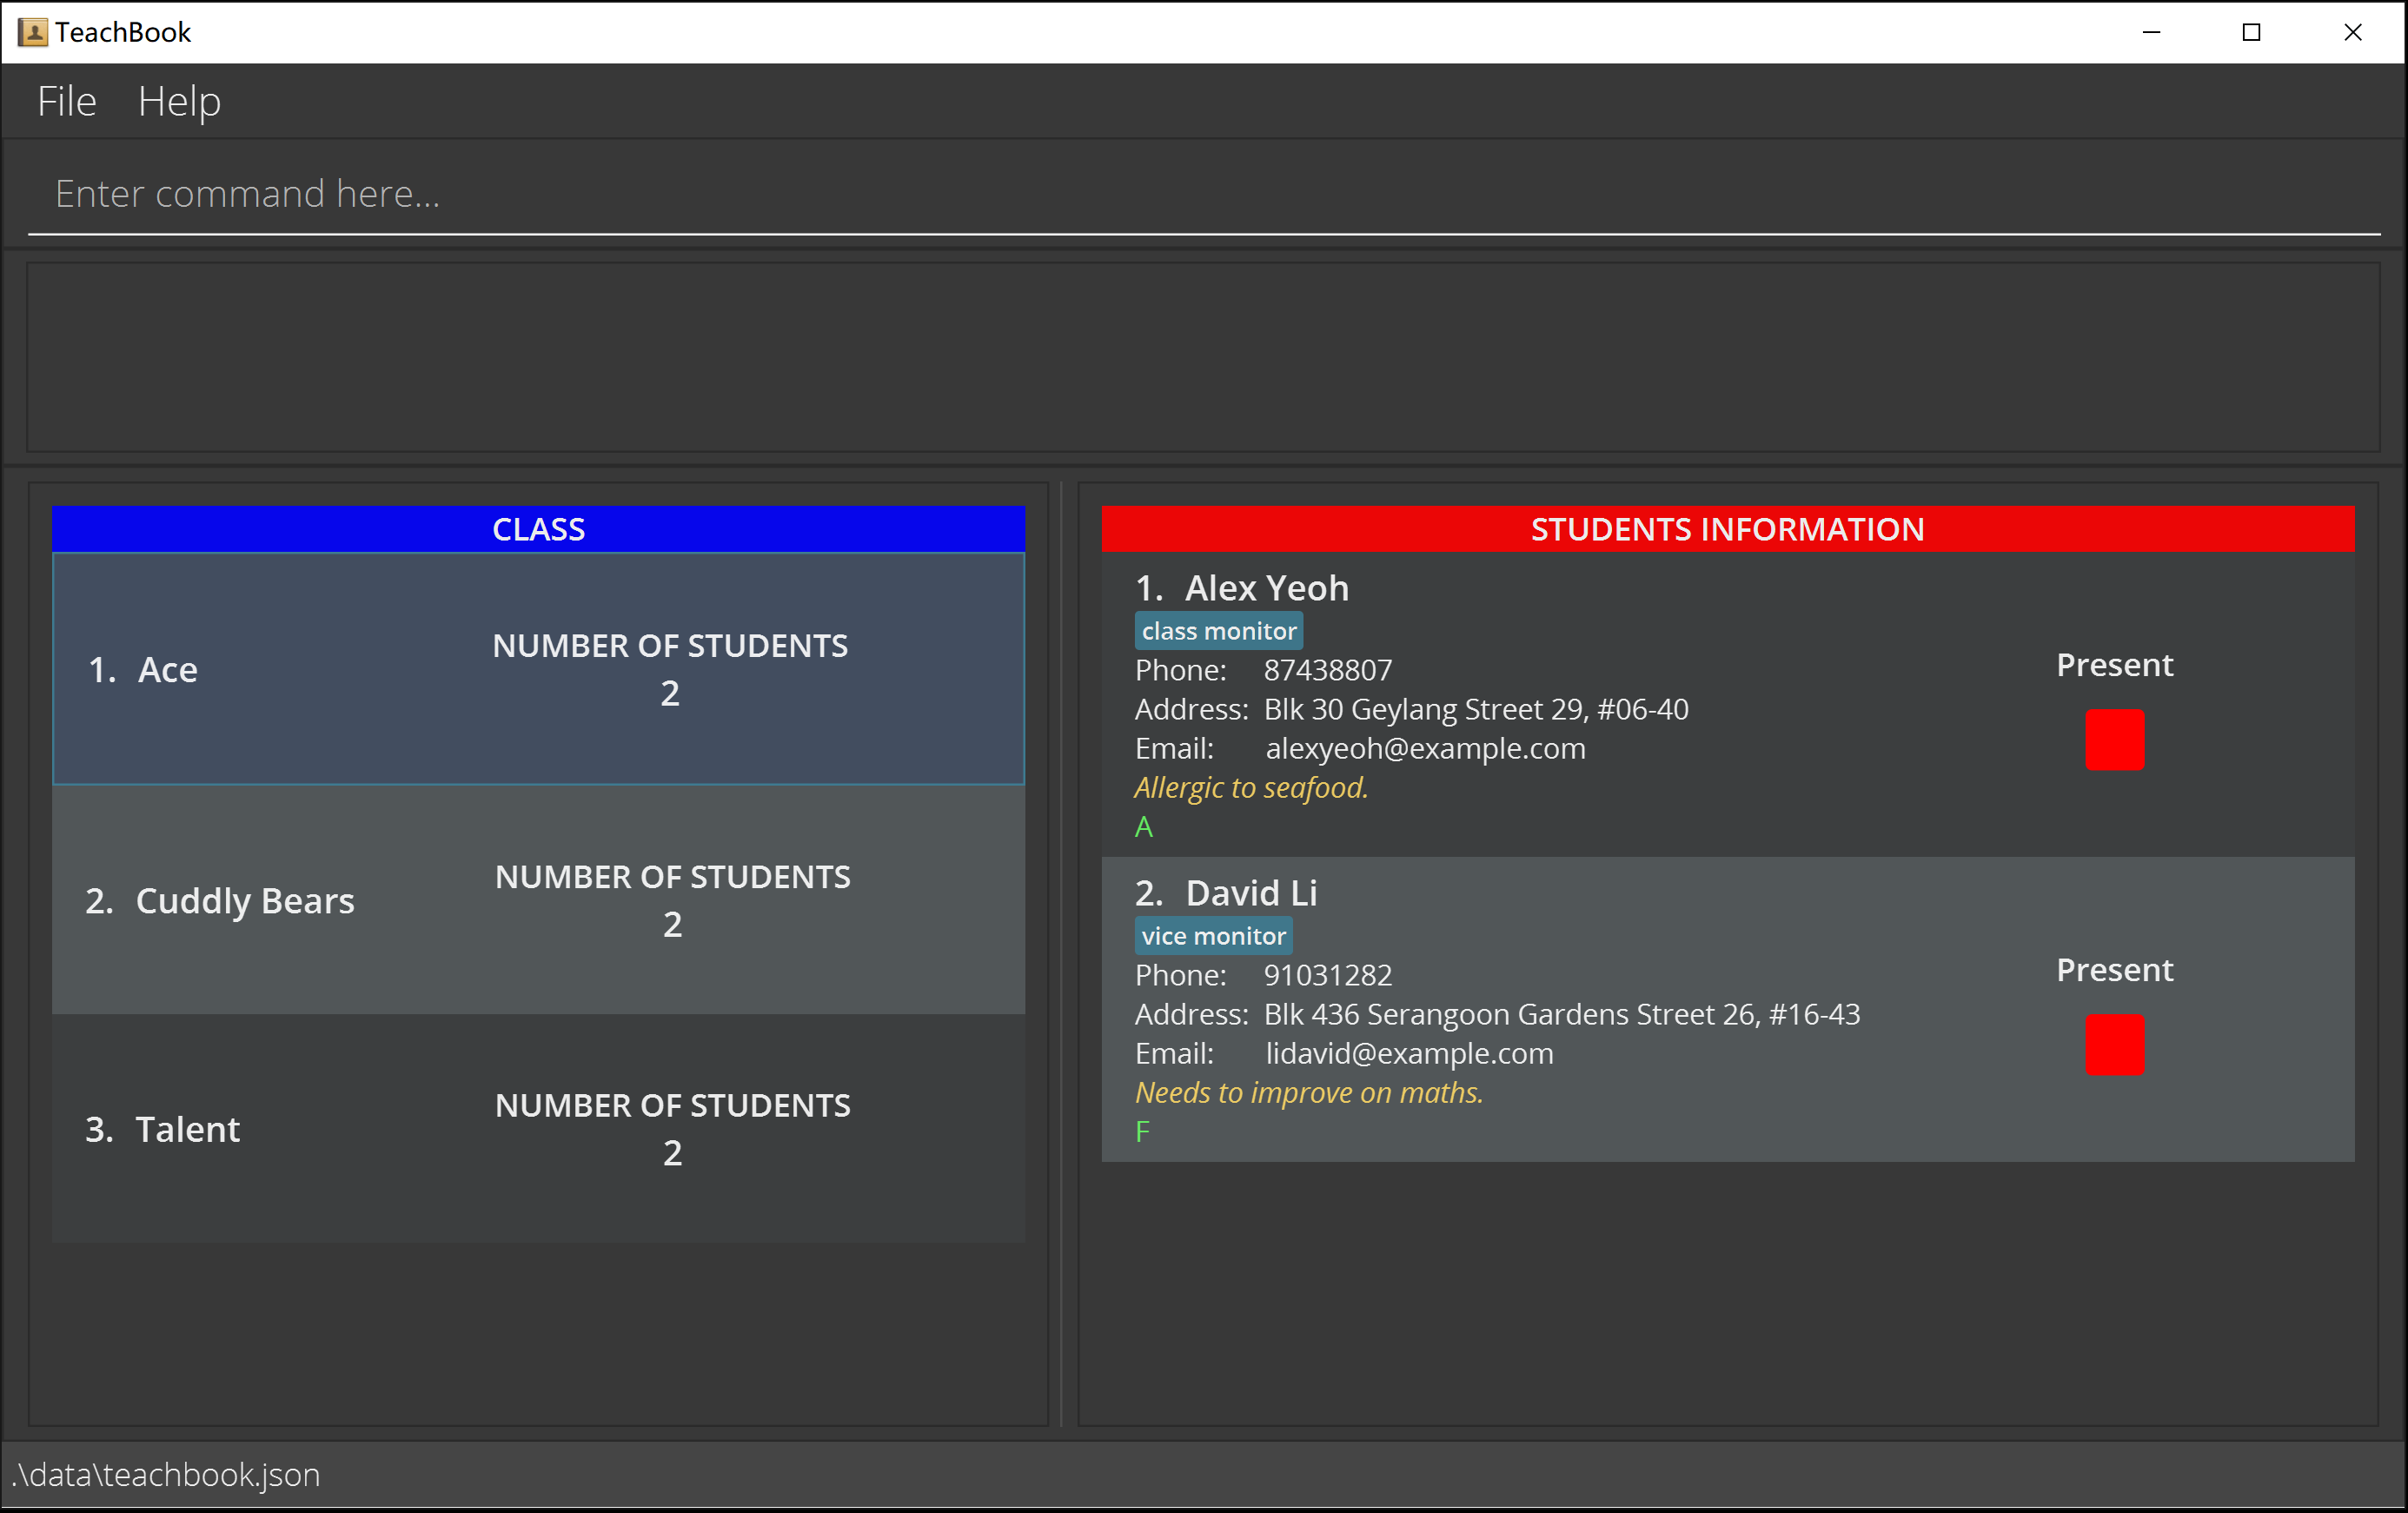 TeachBook
File Help
Enter command here...
CLASS
1. Ace
NUMBER OF STUDENTS
2
2. Cuddly Bears
NUMBER OF STUDENTS
2
3. Talent
NUMBER OF STUDENTS
2
STUDENTS INFORMATION
1. Alex Yeoh
class monitor
Phone: 87438807
Address: Blk 30 Geylang Street 29, #06-40
Email: alexyeoh@example.com
Allergic to seafood.
A
Present
2. David Li
vice monitor
Phone: 91031282
Address: Blk 436 Serangoon Gardens Street 26, #16-43
Email: lidavid@example.com
Needs to improve on maths.
F
Present
.\data\teachbook.json